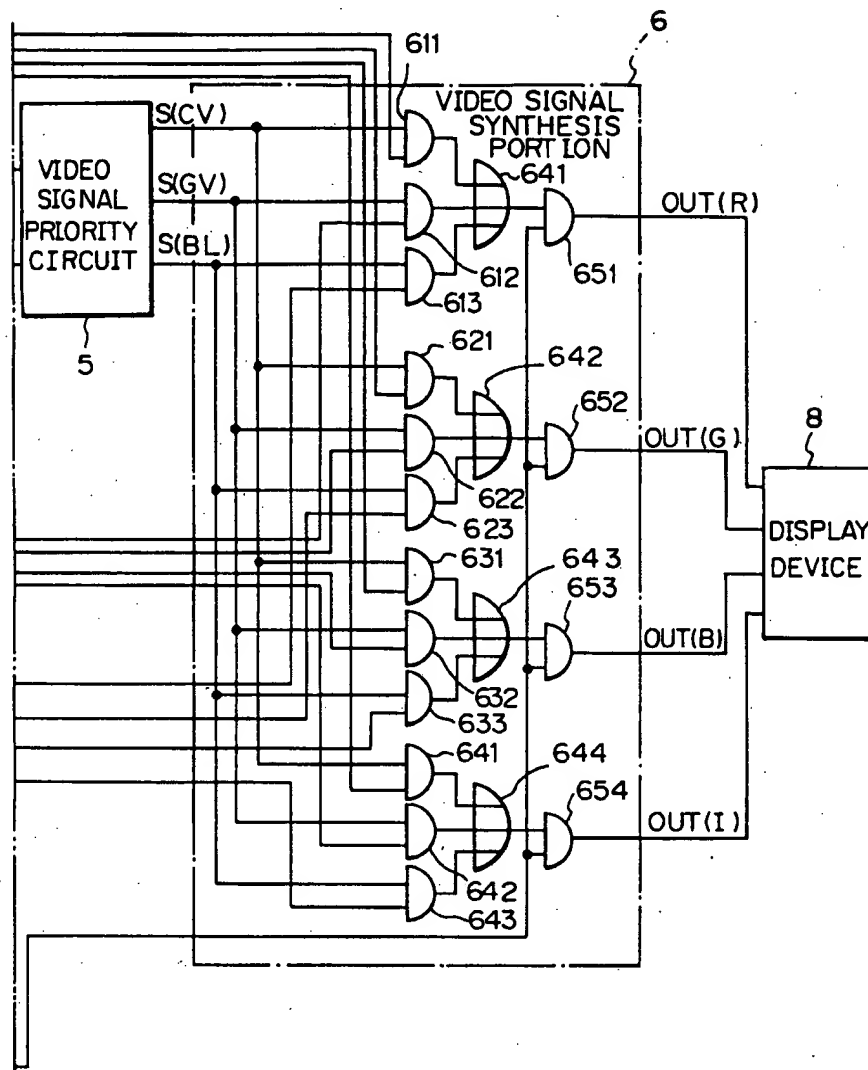 6
611
VIDEO SIGNAL
SYNTHESIS
PORTION
S(CV)
641
VIDEO
SIGNAL
PRIORITY
CIRCUIT
S(GV)
OUT(R)
S(BL)
651
612
613
5
621
642
652
8
OUT(G)
622
623
DISPLAY
DEVICE
631
643
653
OUT(B)
632
633
641
644
654
OUT(I)
642
643